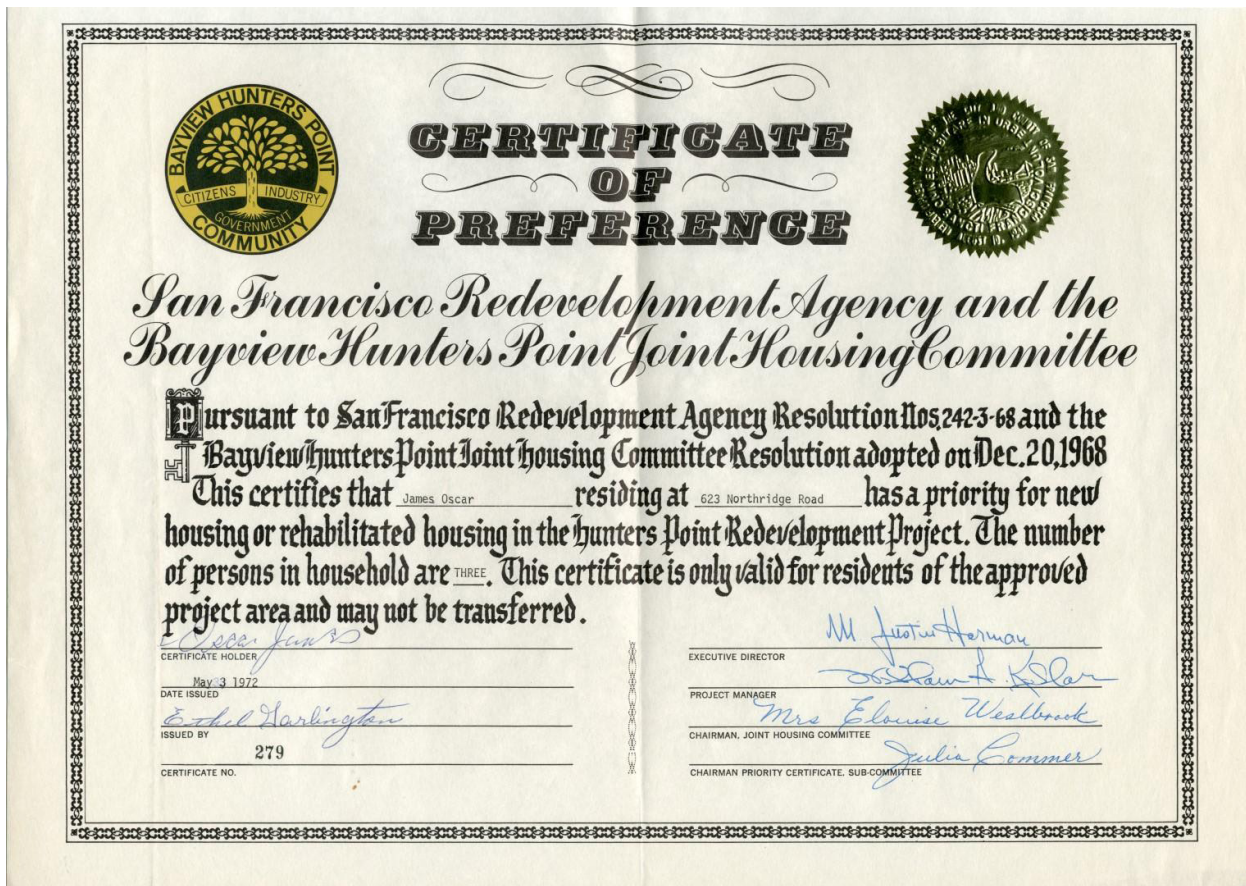 BAYVIEW HUNTERS POINT
CITIZENS INDUSTRY
GOVERNMENT
COMMUNITY
CERTIFICATE
OF
PREFERENCE
San Francisco Redevelopment Agency and the
Bayview Hunters Point Joint Housing Committee
Pursuant to San Francisco Redevelopment Agency Resolution Nos. 242-3-68 and the
Bayview Hunters Point Joint Housing Committee Resolution adopted on Dec. 20, 1968
This certifies that James Oscar residing at 623 Northridge Road has a priority for new
housing or rehabilitated housing in the Hunters Point Redevelopment Project. The number
of persons in household are THREE. This certificate is only valid for residents of the approved
project area and may not be transferred.
Oscar James
CERTIFICATE HOLDER
May 3 1972
DATE ISSUED
Ethel Garlington
ISSUED BY
279
CERTIFICATE NO.
M Justin Herman
EXECUTIVE DIRECTOR
PROJECT MANAGER
Mrs Elouise Westbrook
CHAIRMAN, JOINT HOUSING COMMITTEE
Julia Commer
CHAIRMAN PRIORITY CERTIFICATE, SUB-COMMITTEE